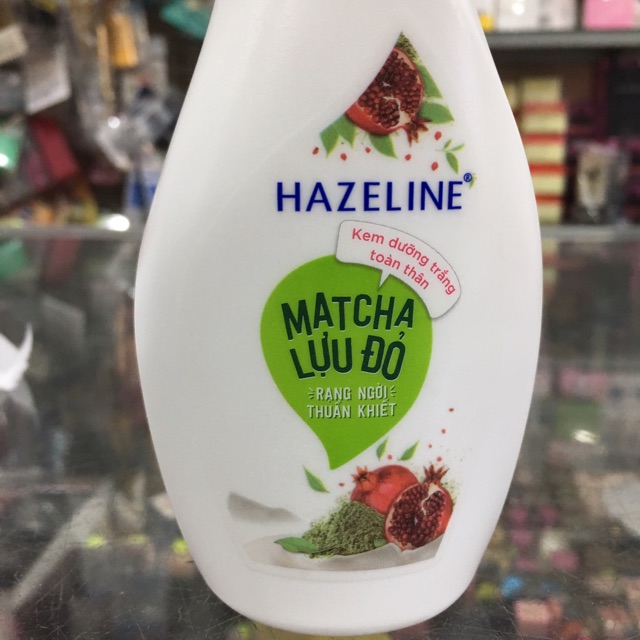 HAZELINE®
Kem dưỡng trắng
toàn thân
MATCHA
LỰU ĐỎ
RẠNG NGỜI
THUẦN KHIẾT